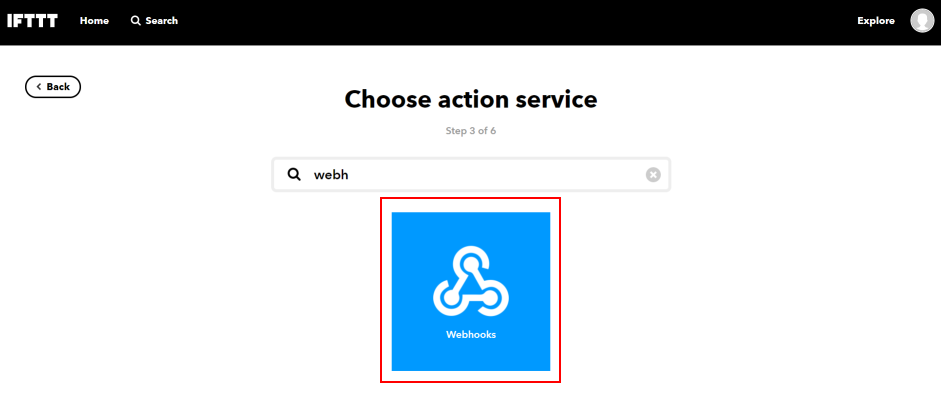 IFTTT Home Search Explore
Back
Choose action service
Step 3 of 6
webh
Webhooks